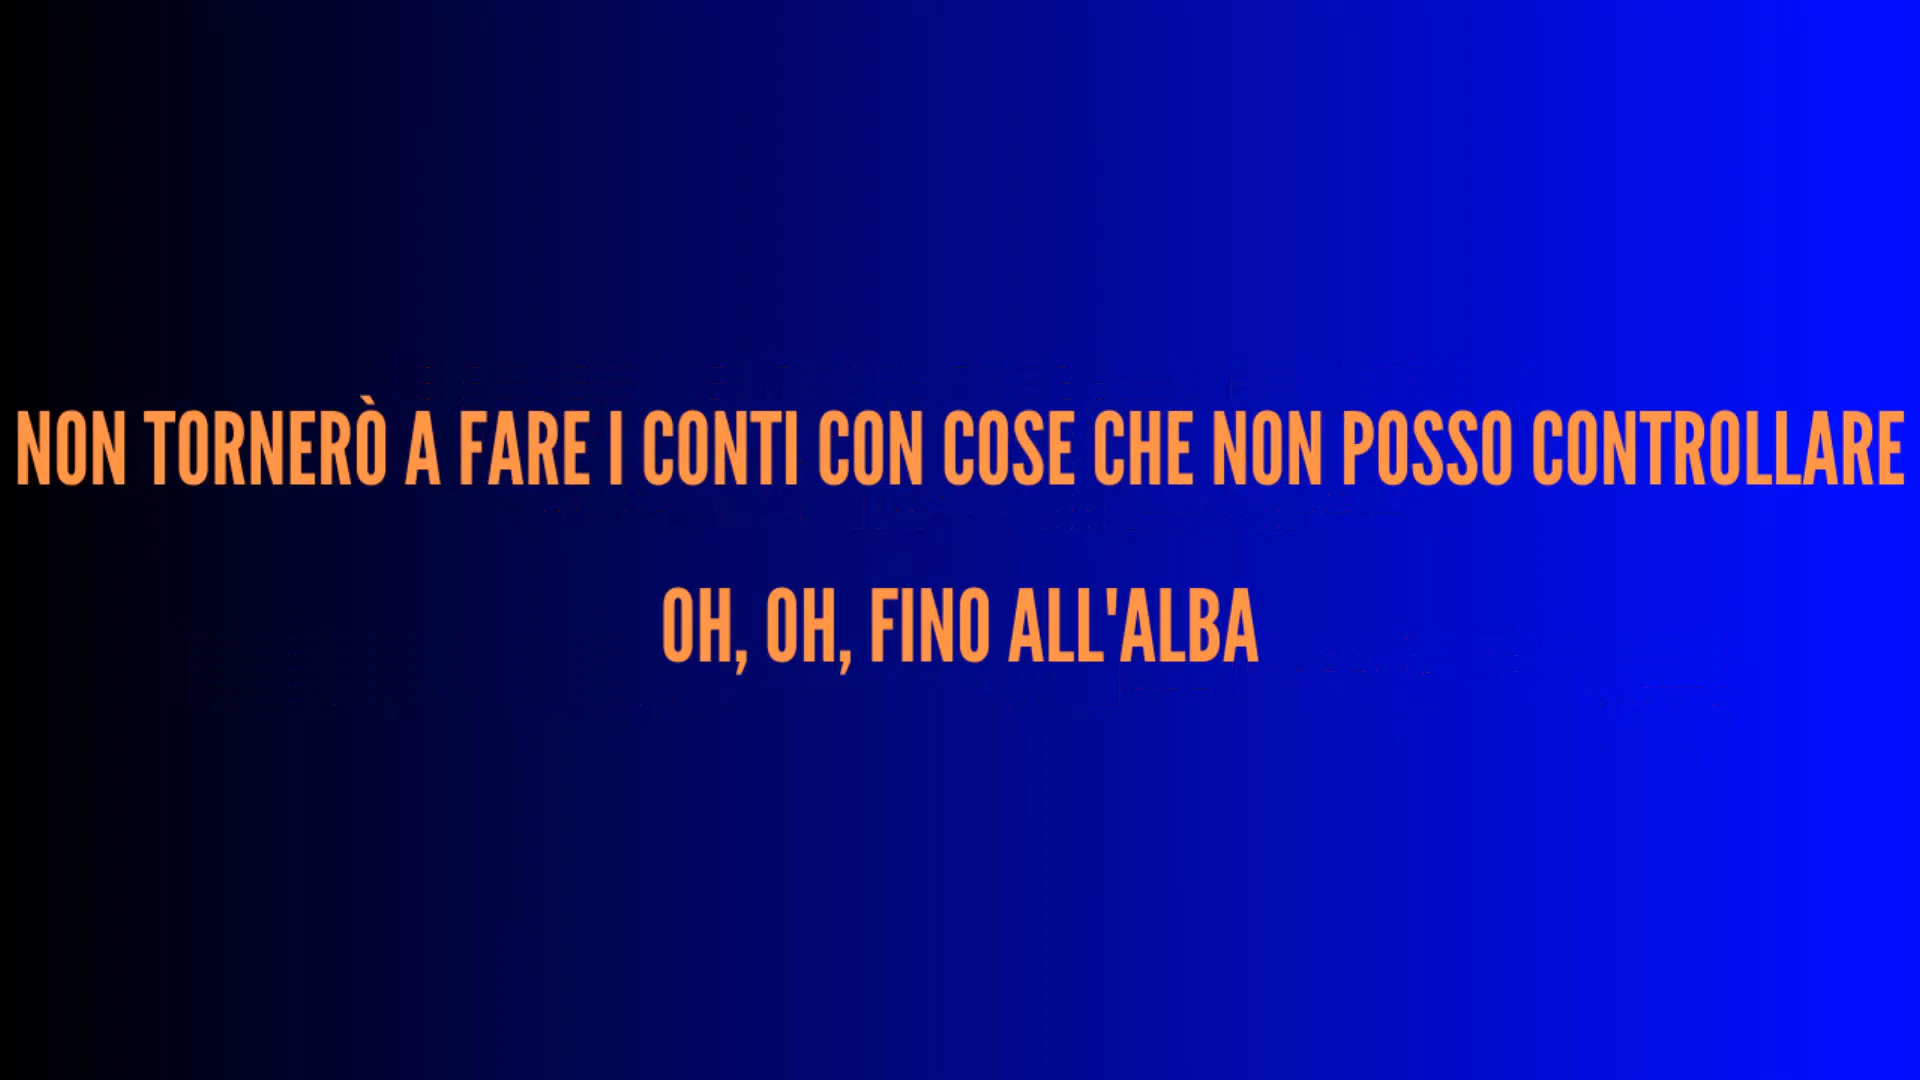 NON TORNERÒ A FARE I CONTI CON COSE CHE NON POSSO CONTROLLARE
OH, OH, FINO ALL'ALBA